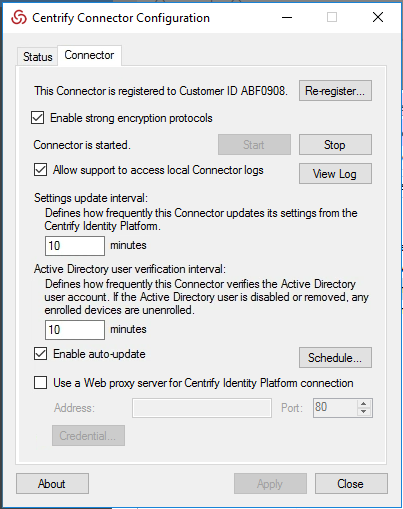 Centrify Connector Configuration
Status Connector
This Connector is registered to Customer ID ABF0908. Re-register...
Enable strong encryption protocols
Connector is started. Start Stop
Allow support to access local Connector logs View Log
Settings update interval:
Defines how frequently this Connector updates its settings from the
Centrify Identity Platform.
10 minutes
Active Directory user verification interval:
Defines how frequently this Connector verifies the Active Directory
user account. If the Active Directory user is disabled or removed, any
enrolled devices are unenrolled.
10 minutes
Enable auto-update Schedule...
Use a Web proxy server for Centrify Identity Platform connection
Address: Port: 80
Credential...
About Apply Close